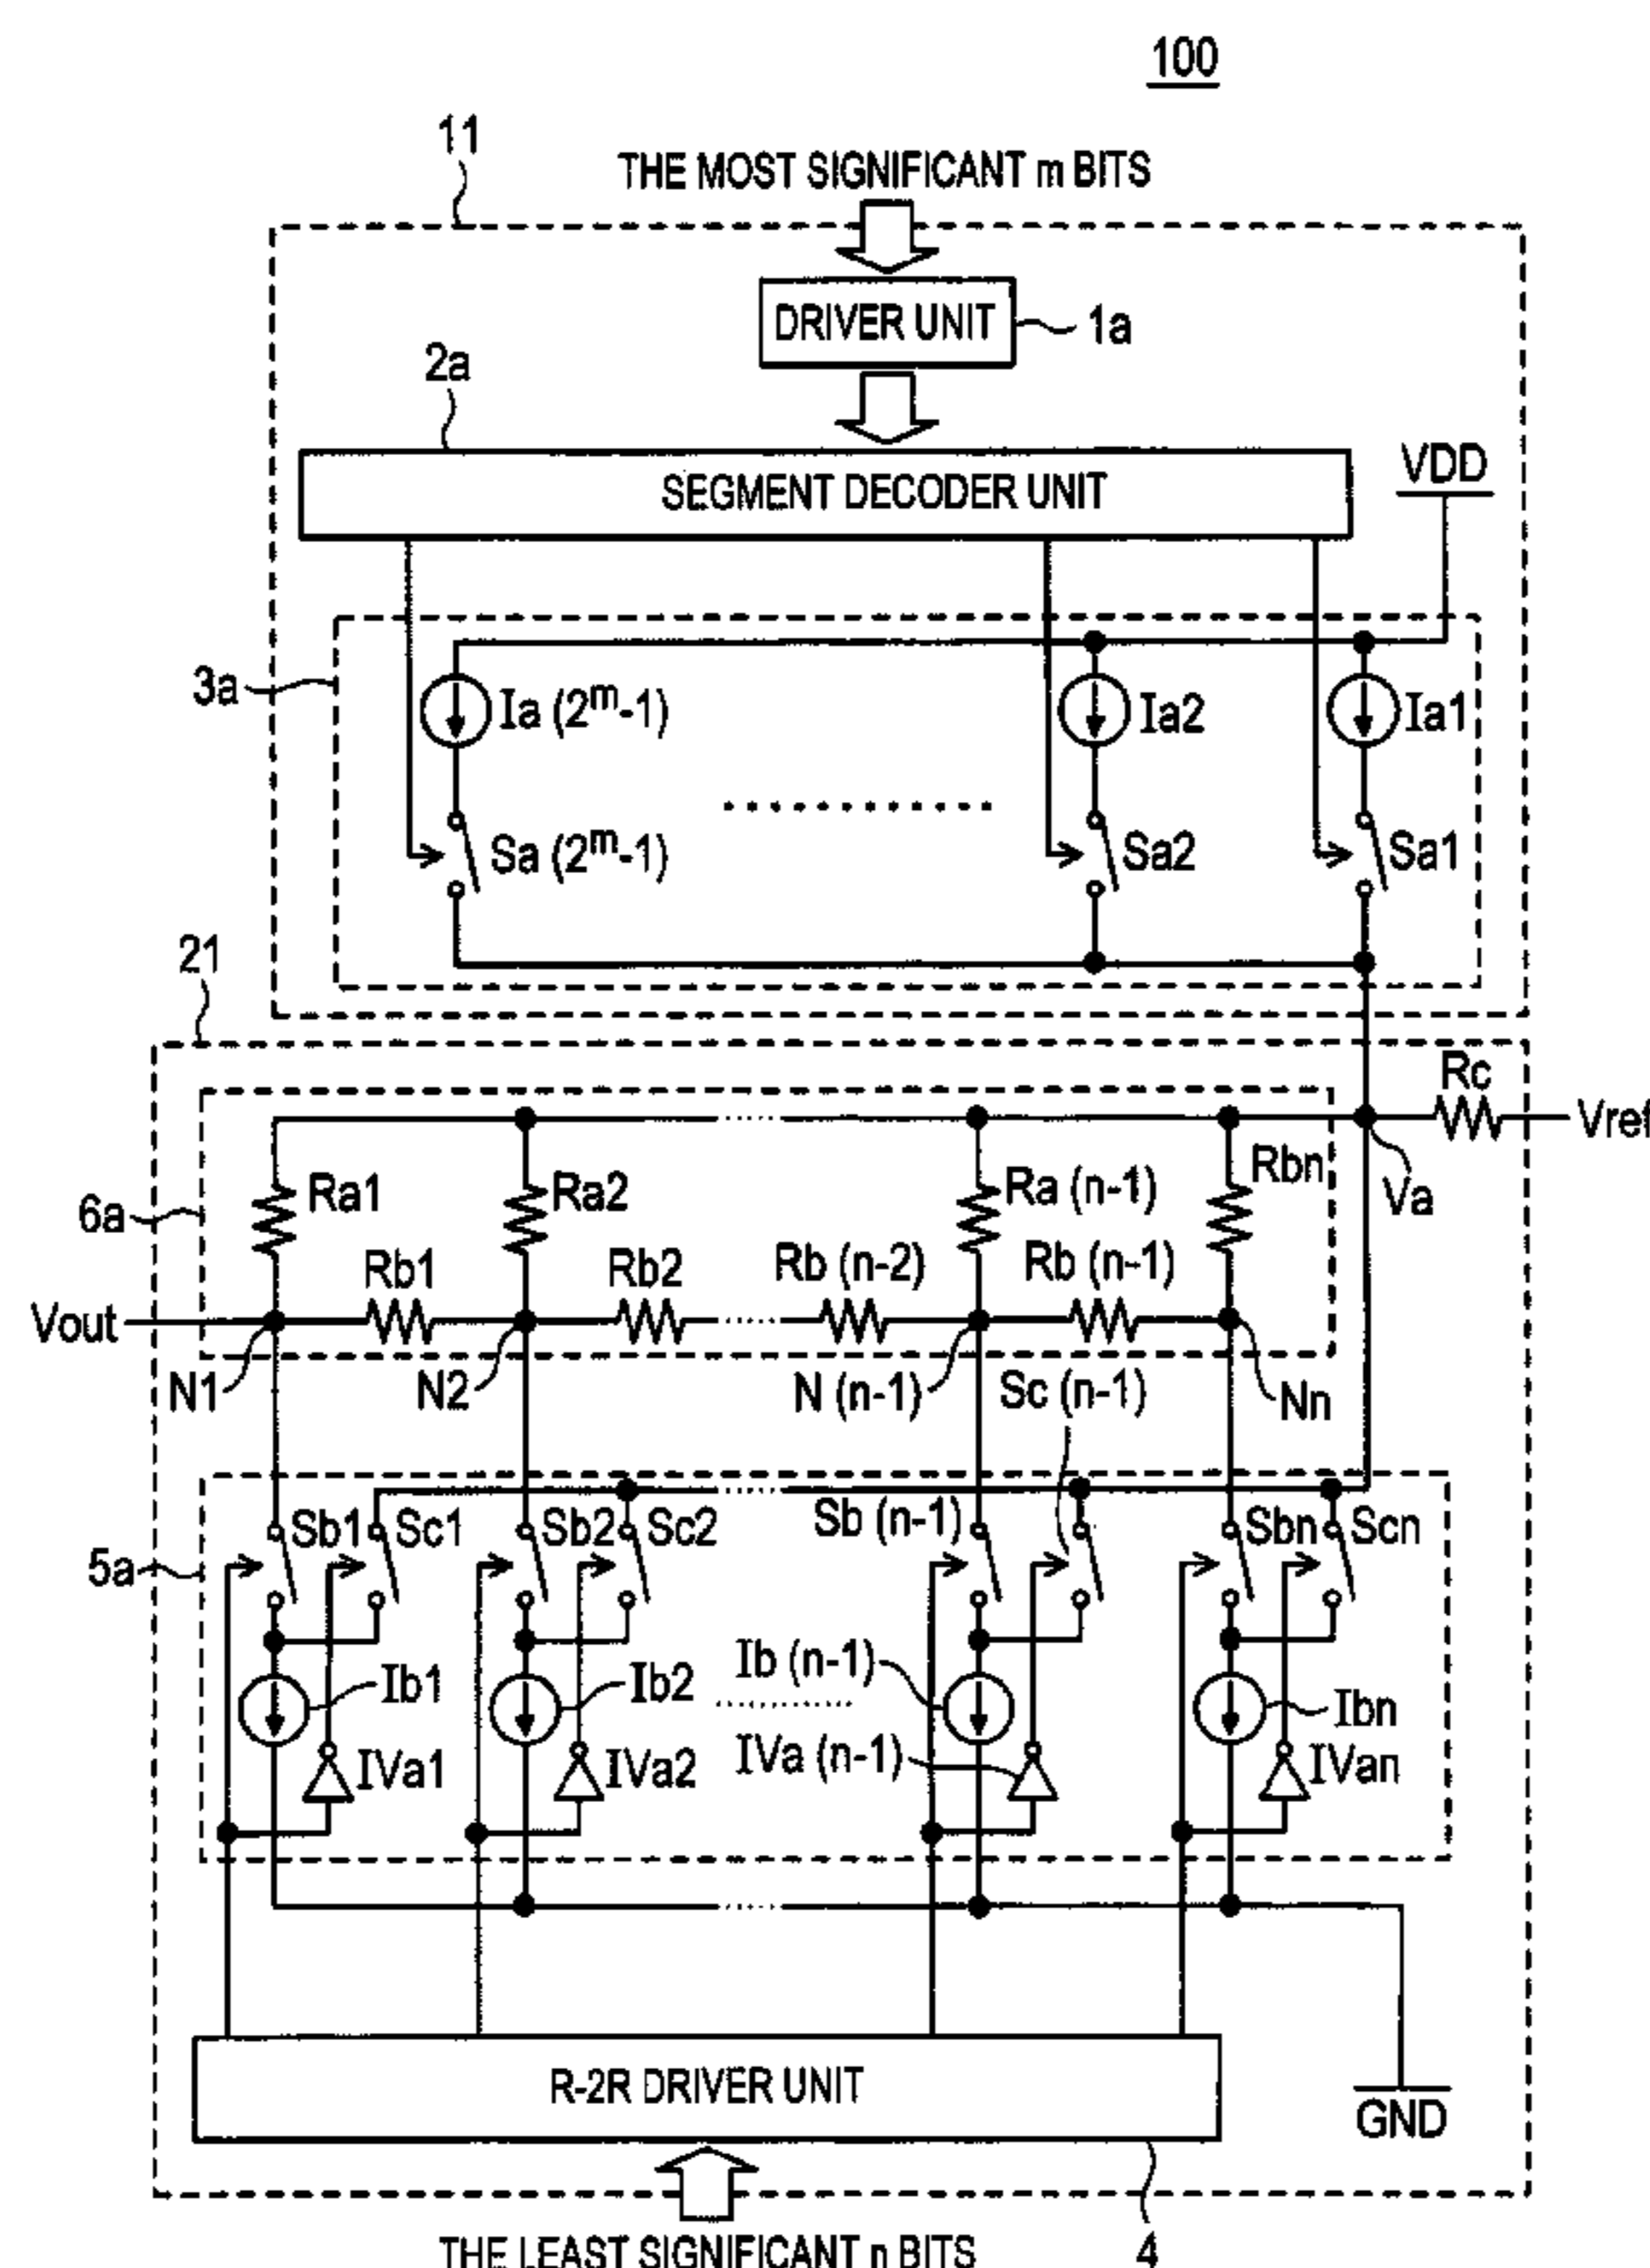 100
11
THE MOST SIGNIFICANT m BITS
DRIVER UNIT
1a
2a
SEGMENT DECODER UNIT
VDD
3a
Ia (2^m-1)
Ia2
Ia1
Sa (2^m-1)
Sa2
Sa1
21
Rc
Vref
Va
6a
Ra1
Ra2
Ra (n-1)
Rbn
Rb1
Rb2
Rb (n-2)
Rb (n-1)
Vout
N1
N2
N (n-1)
Sc (n-1)
Nn
5a
Sb1
Sc1
Sb2
Sc2
Sb (n-1)
Sbn
Scn
Ib1
Ib2
Ib (n-1)
Ibn
IVa1
IVa2
IVa (n-1)
IVan
R-2R DRIVER UNIT
GND
THE LEAST SIGNIFICANT n BITS
4